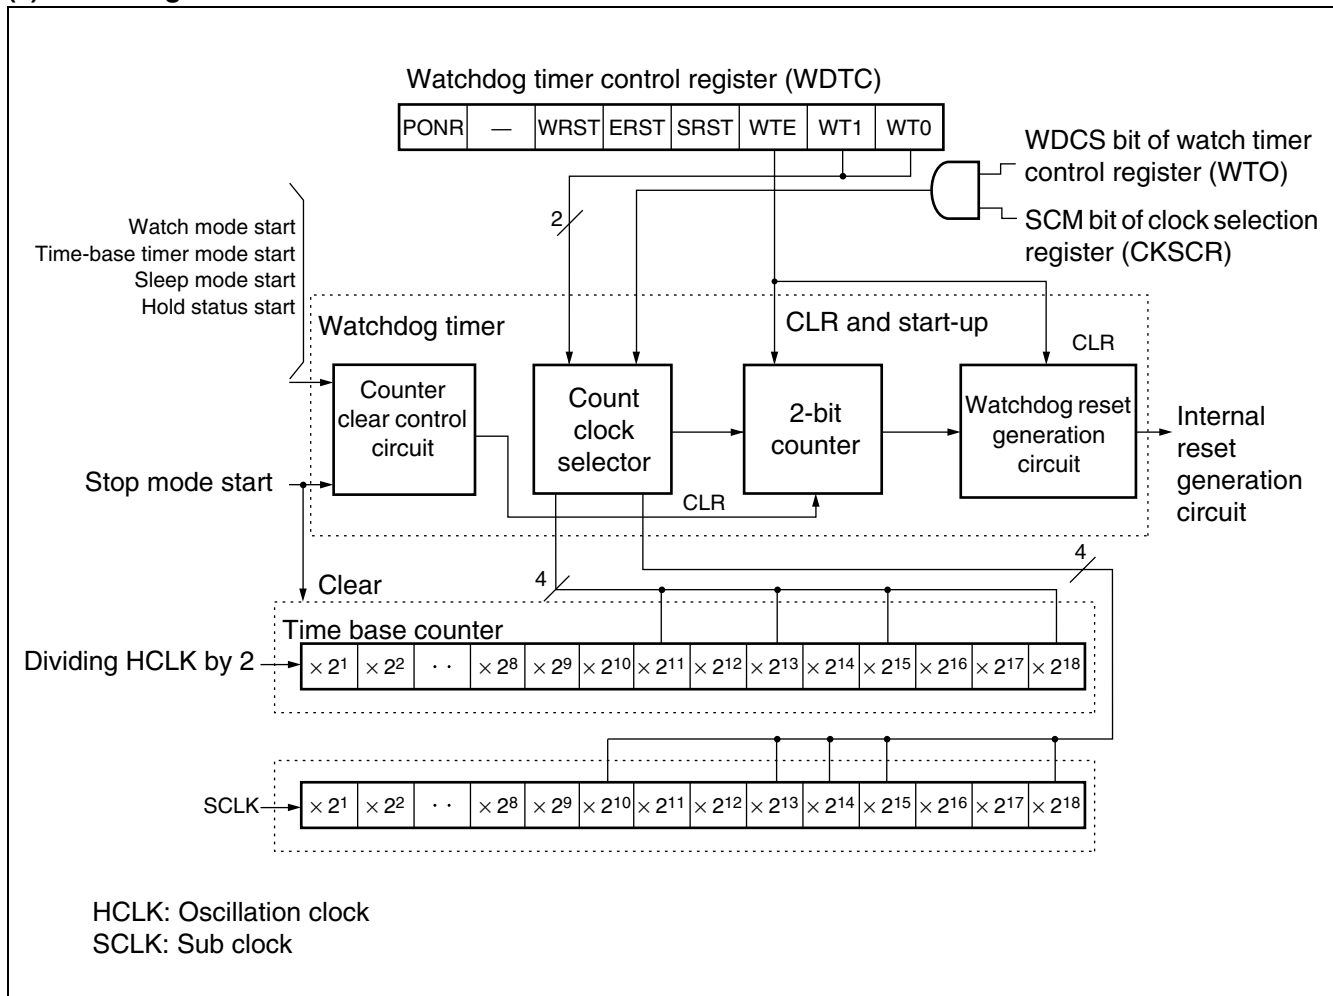 Watchdog timer control register (WDTC)
PONR — WRST ERST SRST WTE WT1 WT0
WDCS bit of watch timer
control register (WTO)
SCM bit of clock selection
register (CKSCR)
2
Watch mode start
Time-base timer mode start
Sleep mode start
Hold status start
Watchdog timer
CLR and start-up
CLR
Counter
clear control
circuit
Count
clock
selector
2-bit
counter
Watchdog reset
generation
circuit
Internal
reset
generation
circuit
Stop mode start
CLR
4
4
Clear
Time base counter
Dividing HCLK by 2
× 2¹ × 2² · · × 2⁸ × 2⁹ × 2¹⁰ × 2¹¹ × 2¹² × 2¹³ × 2¹⁴ × 2¹⁵ × 2¹⁶ × 2¹⁷ × 2¹⁸
SCLK
× 2¹ × 2² · · × 2⁸ × 2⁹ × 2¹⁰ × 2¹¹ × 2¹² × 2¹³ × 2¹⁴ × 2¹⁵ × 2¹⁶ × 2¹⁷ × 2¹⁸
HCLK: Oscillation clock
SCLK: Sub clock